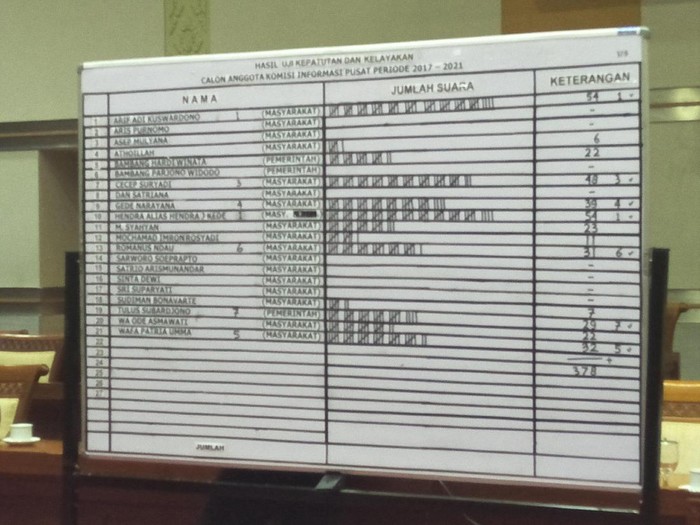 HASIL UJI KEPATUTAN DAN KELAYAKAN
CALON ANGGOTA KOMISI INFORMASI PUSAT PERIODE 2017 - 2021
NAMA JUMLAH SUARA KETERANGAN
1 ARIF ADI KUSWARDONO 1 (MASYARAKAT) 54 1
2 ARIS PURNOMO (MASYARAKAT) -
3 ASEP MULYANA (MASYARAKAT) 6
4 ATHOILLAH (MASYARAKAT) 22
5 BAMBANG HARDIWINATA (PEMERINTAH) -
6 BAMBANG PARJONO WIDODO (PEMERINTAH)
7 CECEP SURYADI 3 (MASYARAKAT) 48 3
8 DAN SATRIANA (MASYARAKAT) -
9 GEDE NARAYANA 4 (MASYARAKAT) 39 4
10 HENDRA ALIAS HENDRA J KEDE 1 (MASY. 54 1
11 M. SYAHYAN (MASYARAKAT) 23
12 MOCHAMAD IMRONROSYADI (MASYARAKAT) 11
13 ROMANUS NDAU 6 (MASYARAKAT) 31 6
14 SARWORO SOEPRAPTO (MASYARAKAT) -
15 SATRIO ARISMUNANDAR (MASYARAKAT) -
16 SINTA DEWI (MASYARAKAT) -
17 SRI SUPARYATI (MASYARAKAT) -
18 SUDIMAN BONAVARTE (MASYARAKAT) 7
19 TULUS SUBARDJONO 7 (PEMERINTAH) 29 7
20 WA ODE ASMAWATI (MASYARAKAT) 22
21 WAFA PATRIA UMMA 5 (MASYARAKAT) 32 5
22
23 +
24 378
25
26
27
JUMLAH